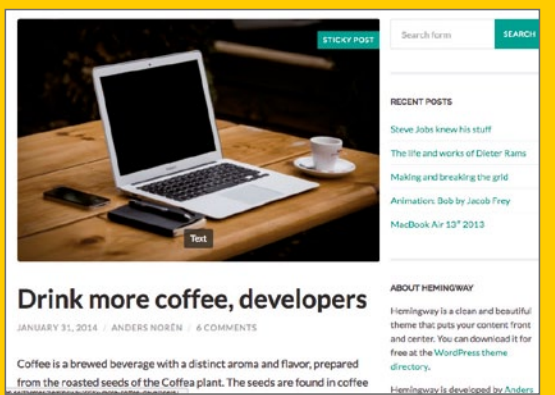 STICKY POST
Text
Drink more coffee, developers
JANUARY 31, 2014 / ANDERS NORÉN / 6 COMMENTS
Coffee is a brewed beverage with a distinct aroma and flavor, prepared
from the roasted seeds of the Coffea plant. The seeds are found in coffee
Search form
SEARCH
RECENT POSTS
Steve Jobs knew his stuff
The life and works of Dieter Rams
Making and breaking the grid
Animation: Bob by Jacob Frey
MacBook Air 13" 2013
ABOUT HEMINGWAY
Hemingway is a clean and beautiful
theme that puts your content front
and center. You can download it for
free at the WordPress theme
directory.
Hemingway is developed by Anders